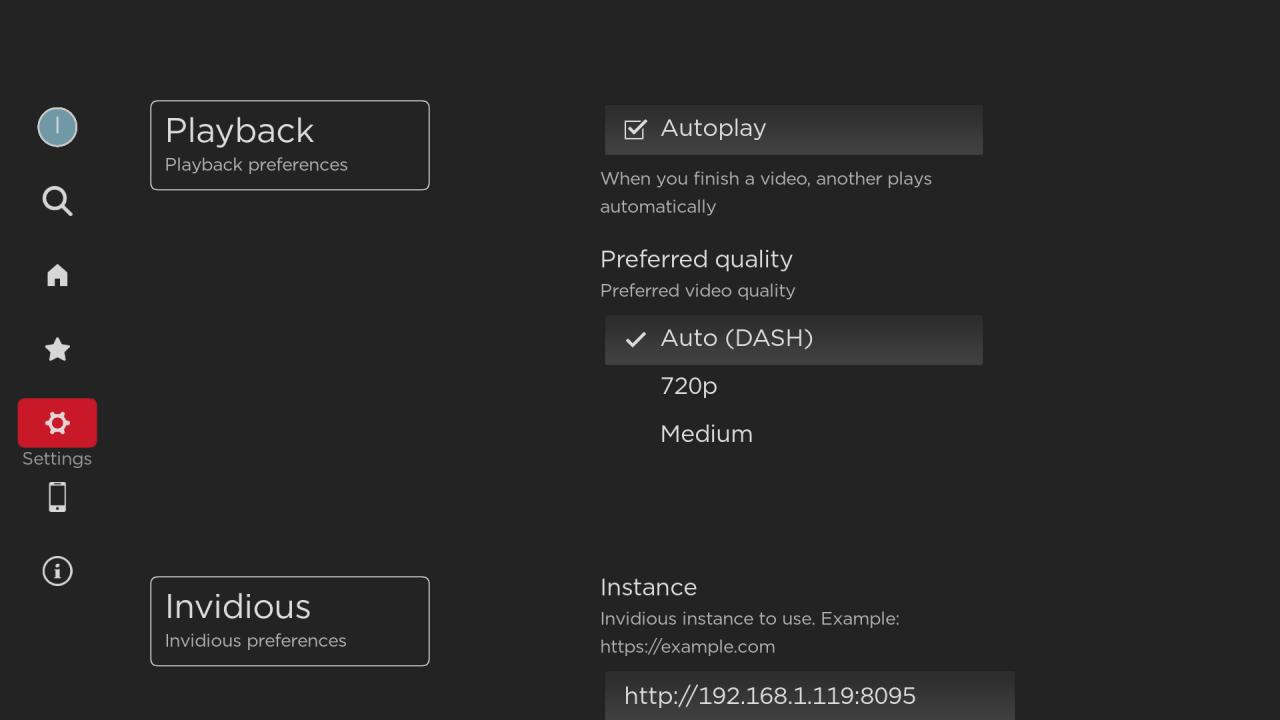 Playback
Playback preferences
Autoplay
When you finish a video, another plays
automatically
Preferred quality
Preferred video quality
Auto (DASH)
720p
Medium
Settings
Invidious
Invidious preferences
Instance
Invidious instance to use. Example:
https://example.com
http://192.168.1.119:8095